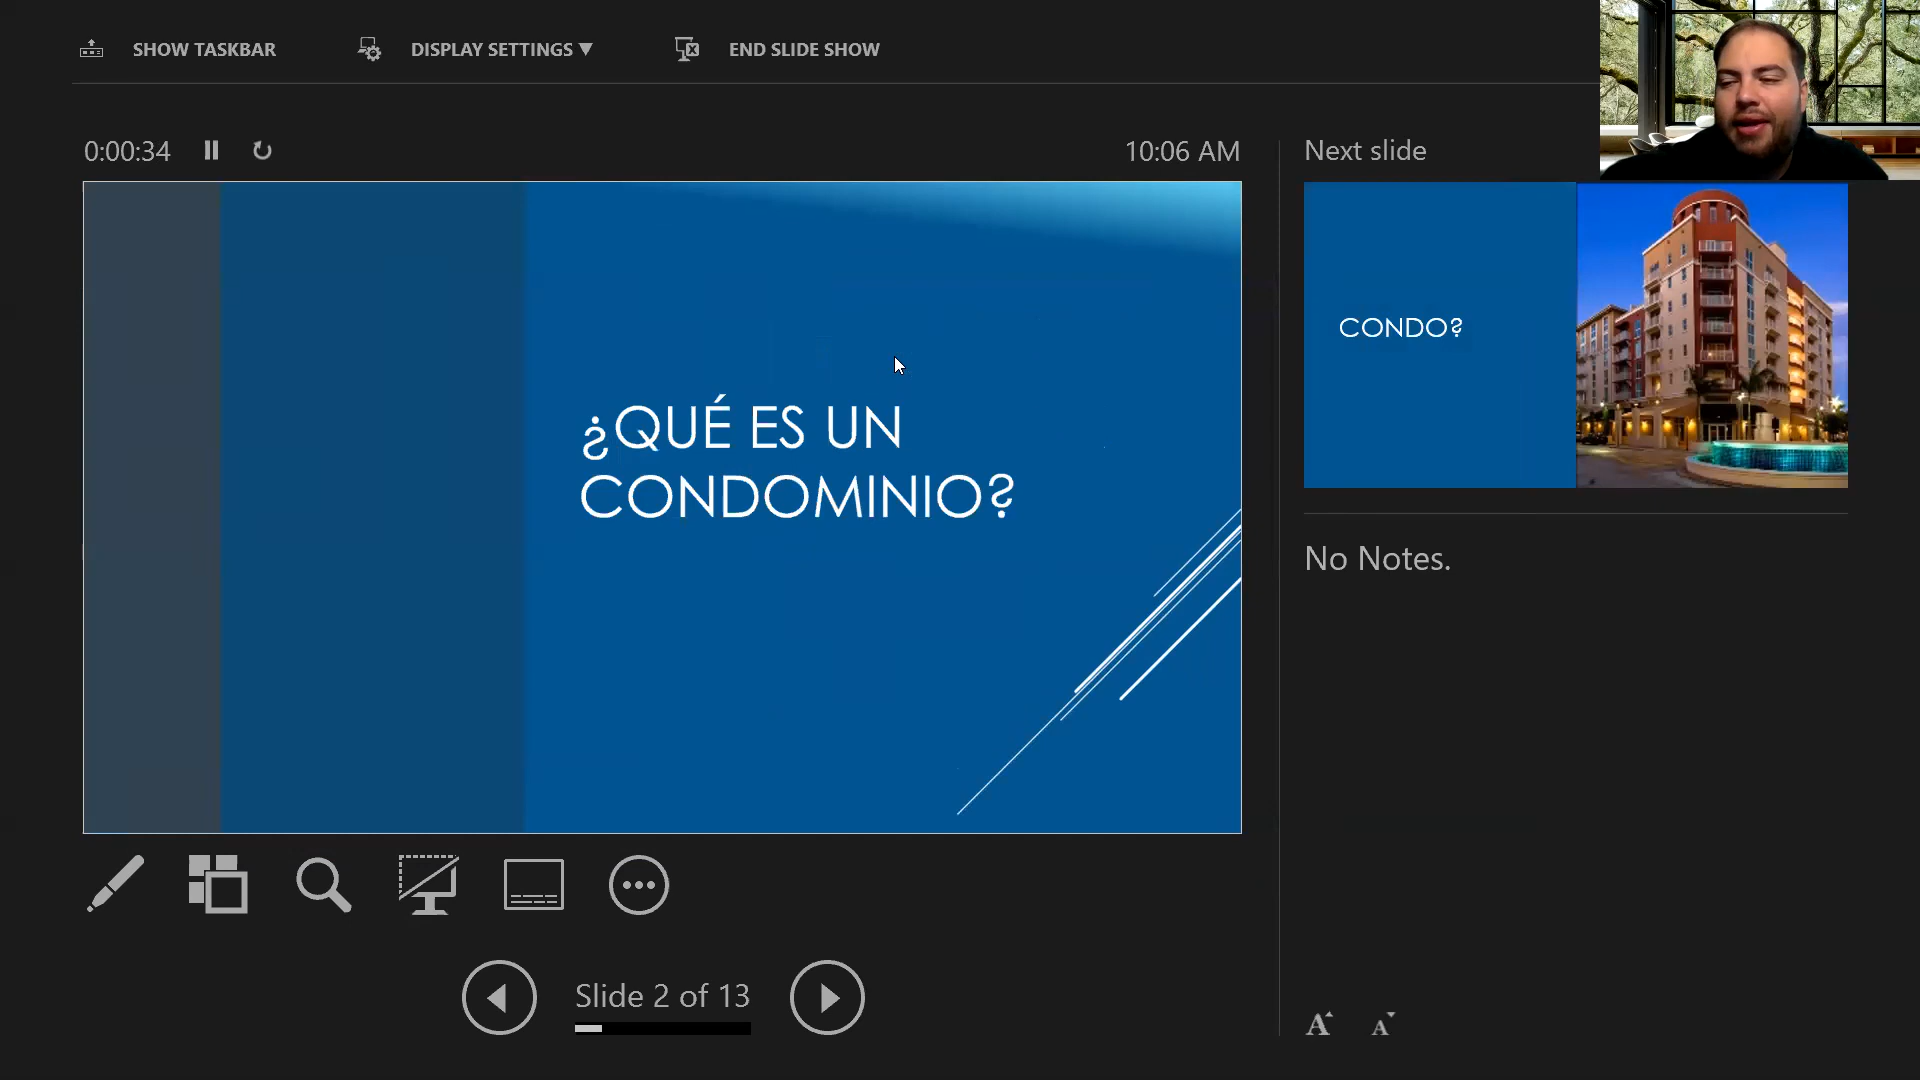 SHOW TASKBAR
DISPLAY SETTINGS ▼
END SLIDE SHOW
0:00:34
10:06 AM
Next slide
¿QUÉ ES UN
CONDOMINIO?
CONDO?
No Notes.
Slide 2 of 13
A A